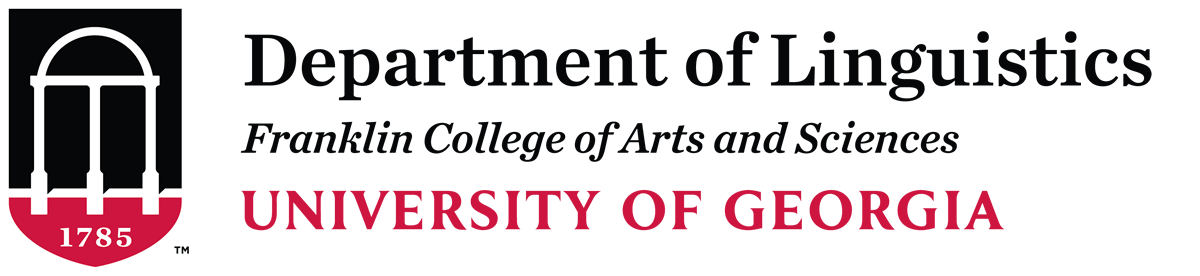 Department of Linguistics
Franklin College of Arts and Sciences
UNIVERSITY OF GEORGIA
1785
TM